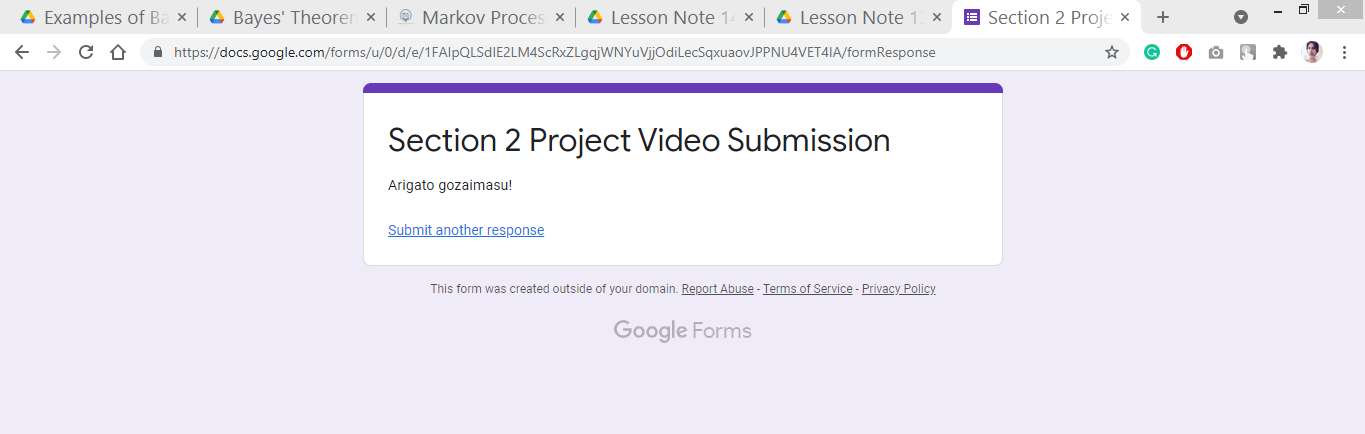 Examples of Ba
Bayes' Theorem
Markov Proces
Lesson Note 14
Lesson Note 1
Section 2 Proje
https://docs.google.com/forms/u/0/d/e/1FAIpQLSdIE2LM4ScRxZLgqjWNYuVjjOdiLecSqxuaovJPPNU4VET4IA/formResponse
Section 2 Project Video Submission
Arigato gozaimasu!
Submit another response
This form was created outside of your domain. Report Abuse - Terms of Service - Privacy Policy
Google Forms